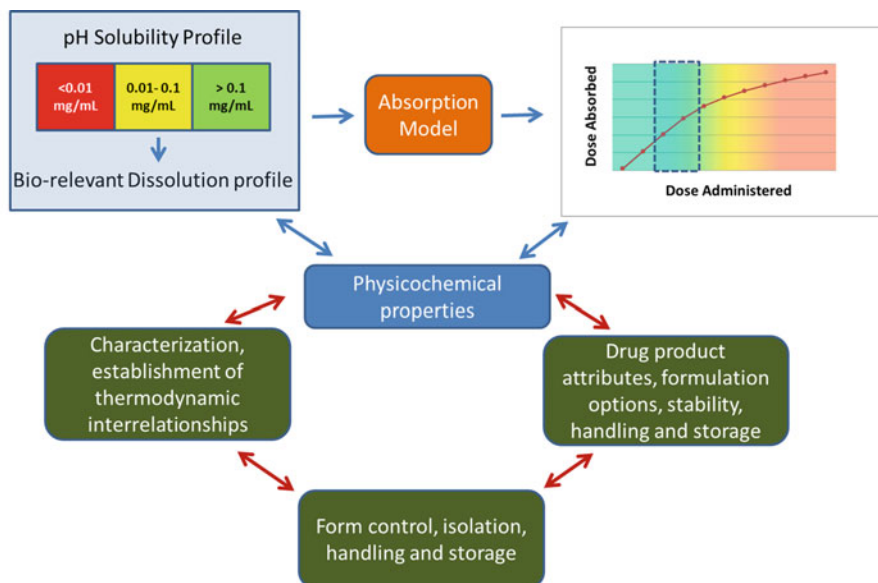 pH Solubility Profile
<0.01
mg/mL
0.01- 0.1
mg/mL
> 0.1
mg/mL
Bio-relevant Dissolution profile
Absorption
Model
Dose Absorbed
Dose Administered
Physicochemical
properties
Characterization,
establishment of
thermodynamic
interrelationships
Drug product
attributes, formulation
options, stability,
handling and storage
Form control, isolation,
handling and storage